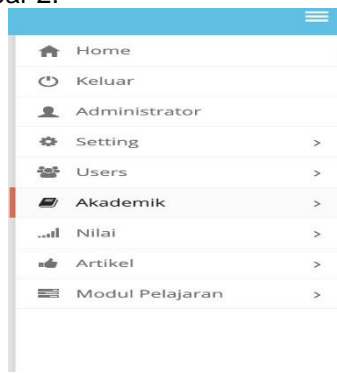 Home
Keluar
Administrator
Setting >
Users >
Akademik >
Nilai >
Artikel >
Modul Pelajaran >